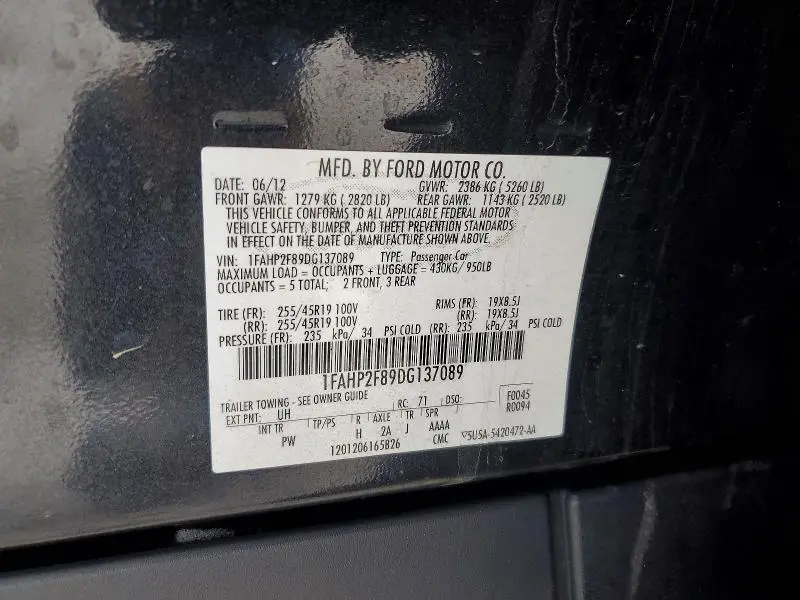 MFD. BY FORD MOTOR CO.
DATE: 06/12 GVWR: 2386 KG ( 5260 LB)
FRONT GAWR: 1279 KG ( 2820 LB) REAR GAWR: 1143 KG ( 2520 LB)
THIS VEHICLE CONFORMS TO ALL APPLICABLE FEDERAL MOTOR
VEHICLE SAFETY, BUMPER, AND THEFT PREVENTION STANDARDS
IN EFFECT ON THE DATE OF MANUFACTURE SHOWN ABOVE.
VIN: 1FAHP2F89DG137089 TYPE: Passenger Car
MAXIMUM LOAD = OCCUPANTS + LUGGAGE = 430KG/ 950LB
OCCUPANTS = 5 TOTAL; 2 FRONT, 3 REAR
TIRE (FR): 255/45R19 100V RIMS (FR): 19X8.5J
(RR): 255/45R19 100V (RR): 19X8.5J
PRESSURE (FR): 235 kPa/ 34 PSI COLD (RR): 235 kPa/ 34 PSI COLD
1FAHP2F89DG137089
TRAILER TOWING - SEE OWNER GUIDE
EXT PNT: UH RC: 71 DSO: F0045
R0094
INT TR TP/PS R AXLE TR SPR
PW H 2A J AAAA
1201206165826 CMC ▽5U5A-5420472-AA